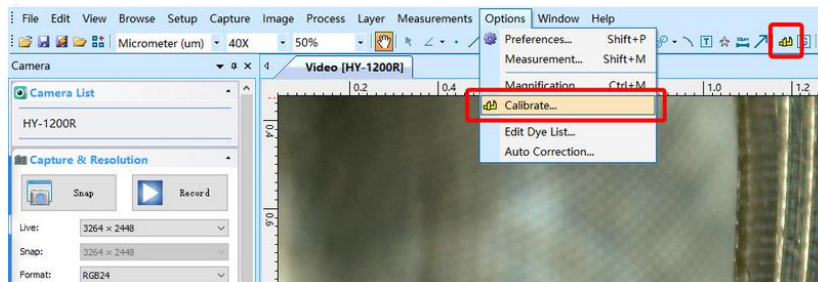 File Edit View Browse Setup Capture Image Process Layer Measurements Options Window Help
Micrometer (um) 40X 50%
Camera
Video [HY-1200R]
Preferences... Shift+P
Measurement... Shift+M
Magnification... Ctrl+M
Calibrate...
Edit Dye List...
Auto Correction...
0.2 0.4 1.0 1.2
0.4
0.6
Camera List
HY-1200R
Capture & Resolution
Snap Record
Live: 3264 × 2448
Snap: 3264 × 2448
Format: RGB24